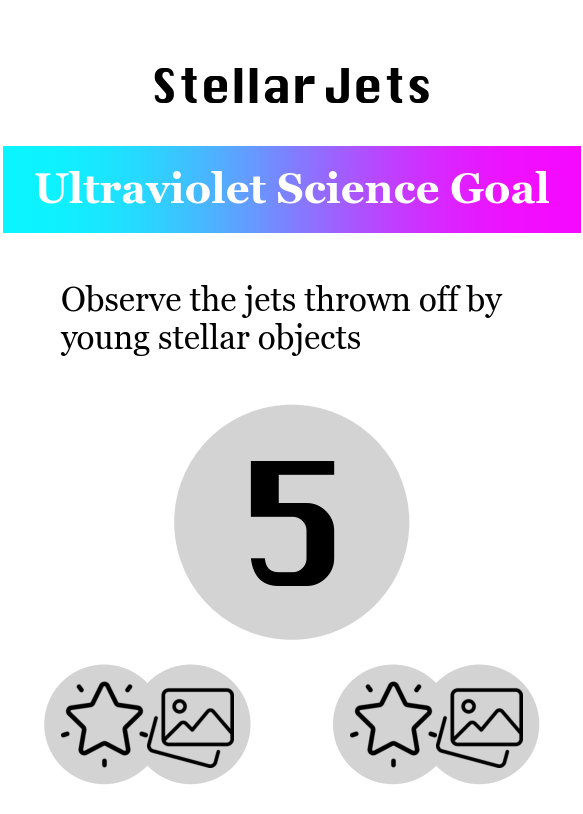 Stellar Jets
Ultraviolet Science Goal
Observe the jets thrown off by
young stellar objects
5